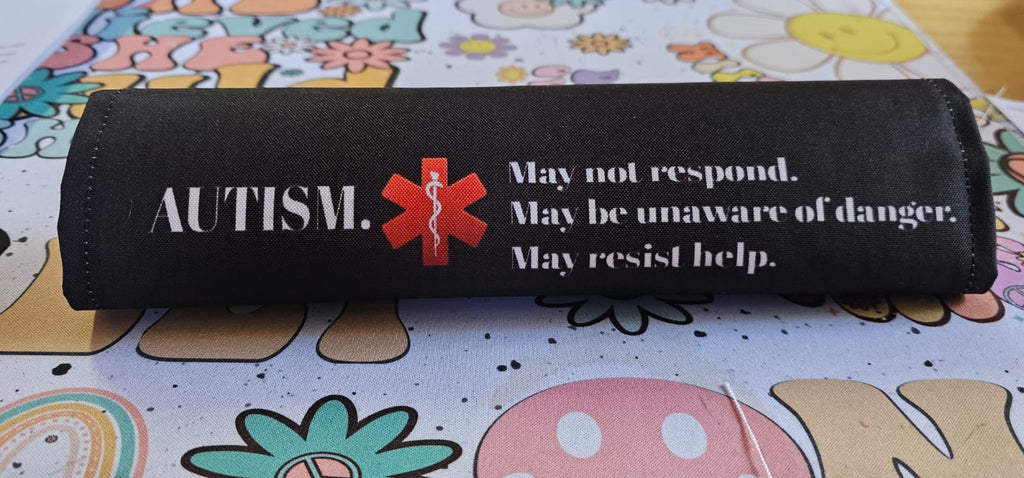 AUTISM.
May not respond.
May be unaware of danger.
May resist help.